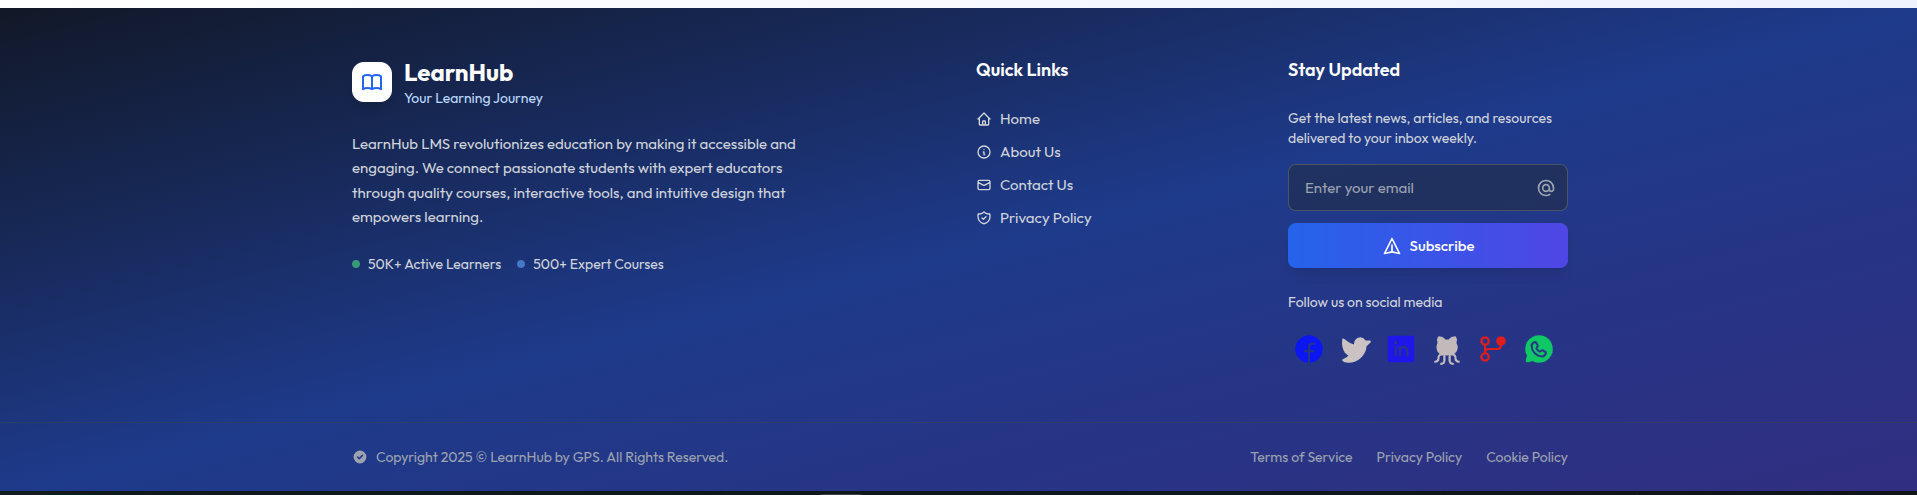 LearnHub
Your Learning Journey
LearnHub LMS revolutionizes education by making it accessible and
engaging. We connect passionate students with expert educators
through quality courses, interactive tools, and intuitive design that
empowers learning.
50K+ Active Learners
500+ Expert Courses
Quick Links
Home
About Us
Contact Us
Privacy Policy
Stay Updated
Get the latest news, articles, and resources
delivered to your inbox weekly.
Enter your email
Subscribe
Follow us on social media
Copyright 2025 © LearnHub by GPS. All Rights Reserved.
Terms of Service
Privacy Policy
Cookie Policy